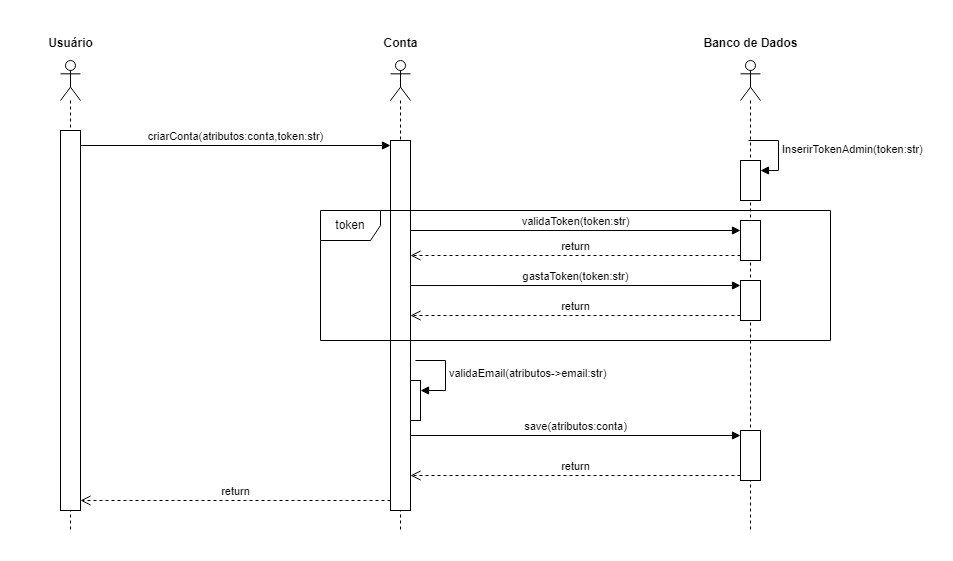 Usuário
Conta
Banco de Dados
criarConta(atributos:conta,token:str)
InserirTokenAdmin(token:str)
token
validaToken(token:str)
return
gastaToken(token:str)
return
validaEmail(atributos->email:str)
save(atributos:conta)
return
return